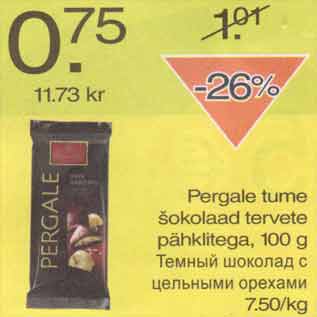 0.75
1.01
11.73 kr
-26%
PERGALE
Pergale tume
šokolaad tervete
pähklitega, 100 g
Темный шоколад с
цельными орехами
7.50/kg